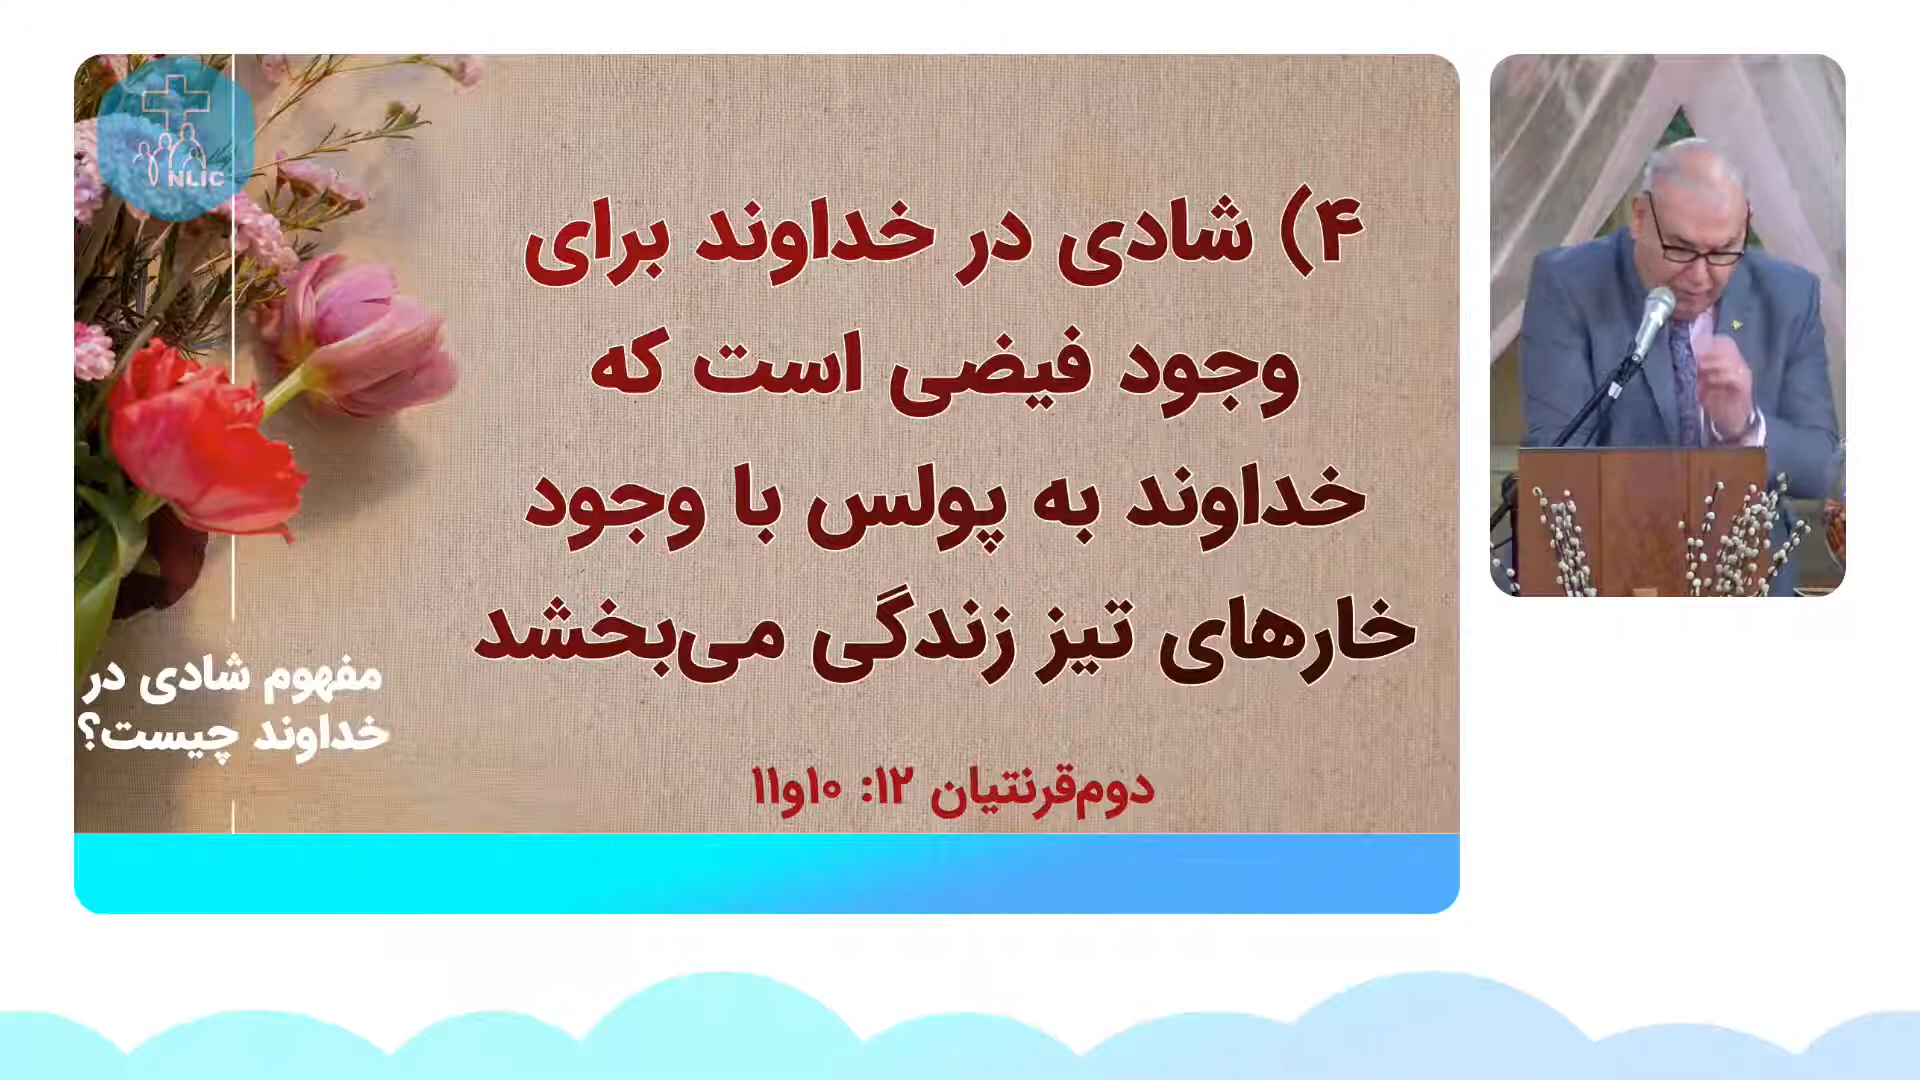 NLIC
۴) شادی در خداوند برای
وجود فیضی است که
خداوند به پولس با وجود
خارهای تیز زندگی می‌بخشد
دوم‌قرنتیان ۱۲: ۱۰و۱۱
مفهوم شادی در
خداوند چیست؟